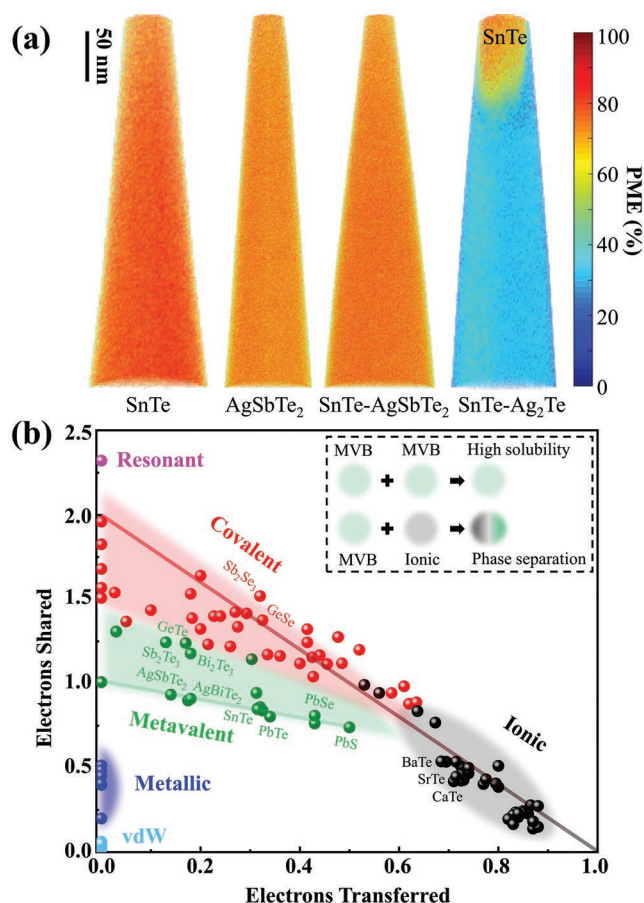 (a)
50 nm
SnTe
100
80
60
40
20
0
PME (%)
SnTe
AgSbTe₂
SnTe-AgSbTe₂
SnTe-Ag₂Te
(b)
2.5
2.0
1.5
1.0
0.5
0.0
Electrons Shared
Resonant
MVB MVB High solubility
MVB Ionic Phase separation
+
+
Covalent
Sb₂Se₃
GeSe
GeTe
Sb₂Te₃
Bi₂Te₃
AgSbTe₂
AgBiTe₂
SnTe
PbTe
PbSe
PbS
Metavalent
Ionic
BaTe
SrTe
CaTe
Metallic
vdW
0.0 0.2 0.4 0.6 0.8 1.0
Electrons Transferred